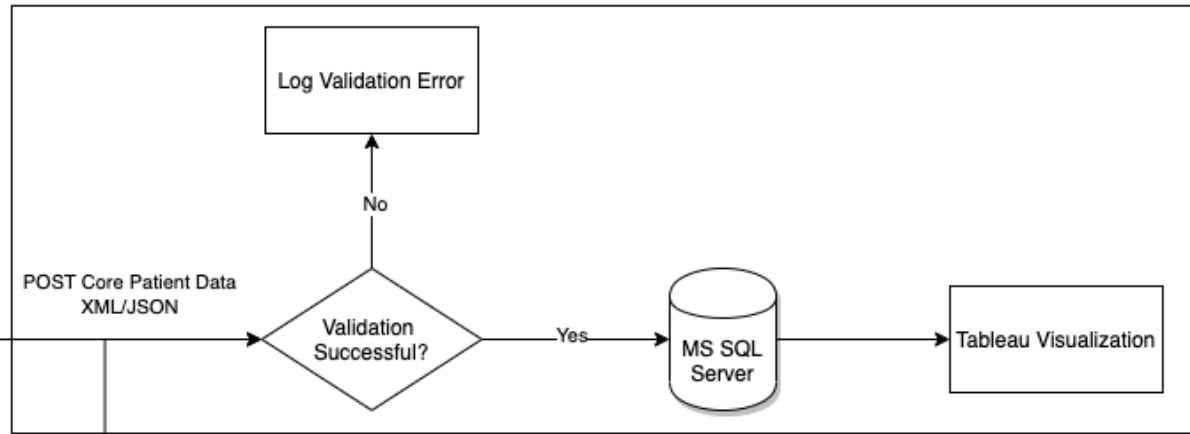 Log Validation Error
No
POST Core Patient Data
XML/JSON
Validation
Successful?
Yes
MS SQL
Server
Tableau Visualization